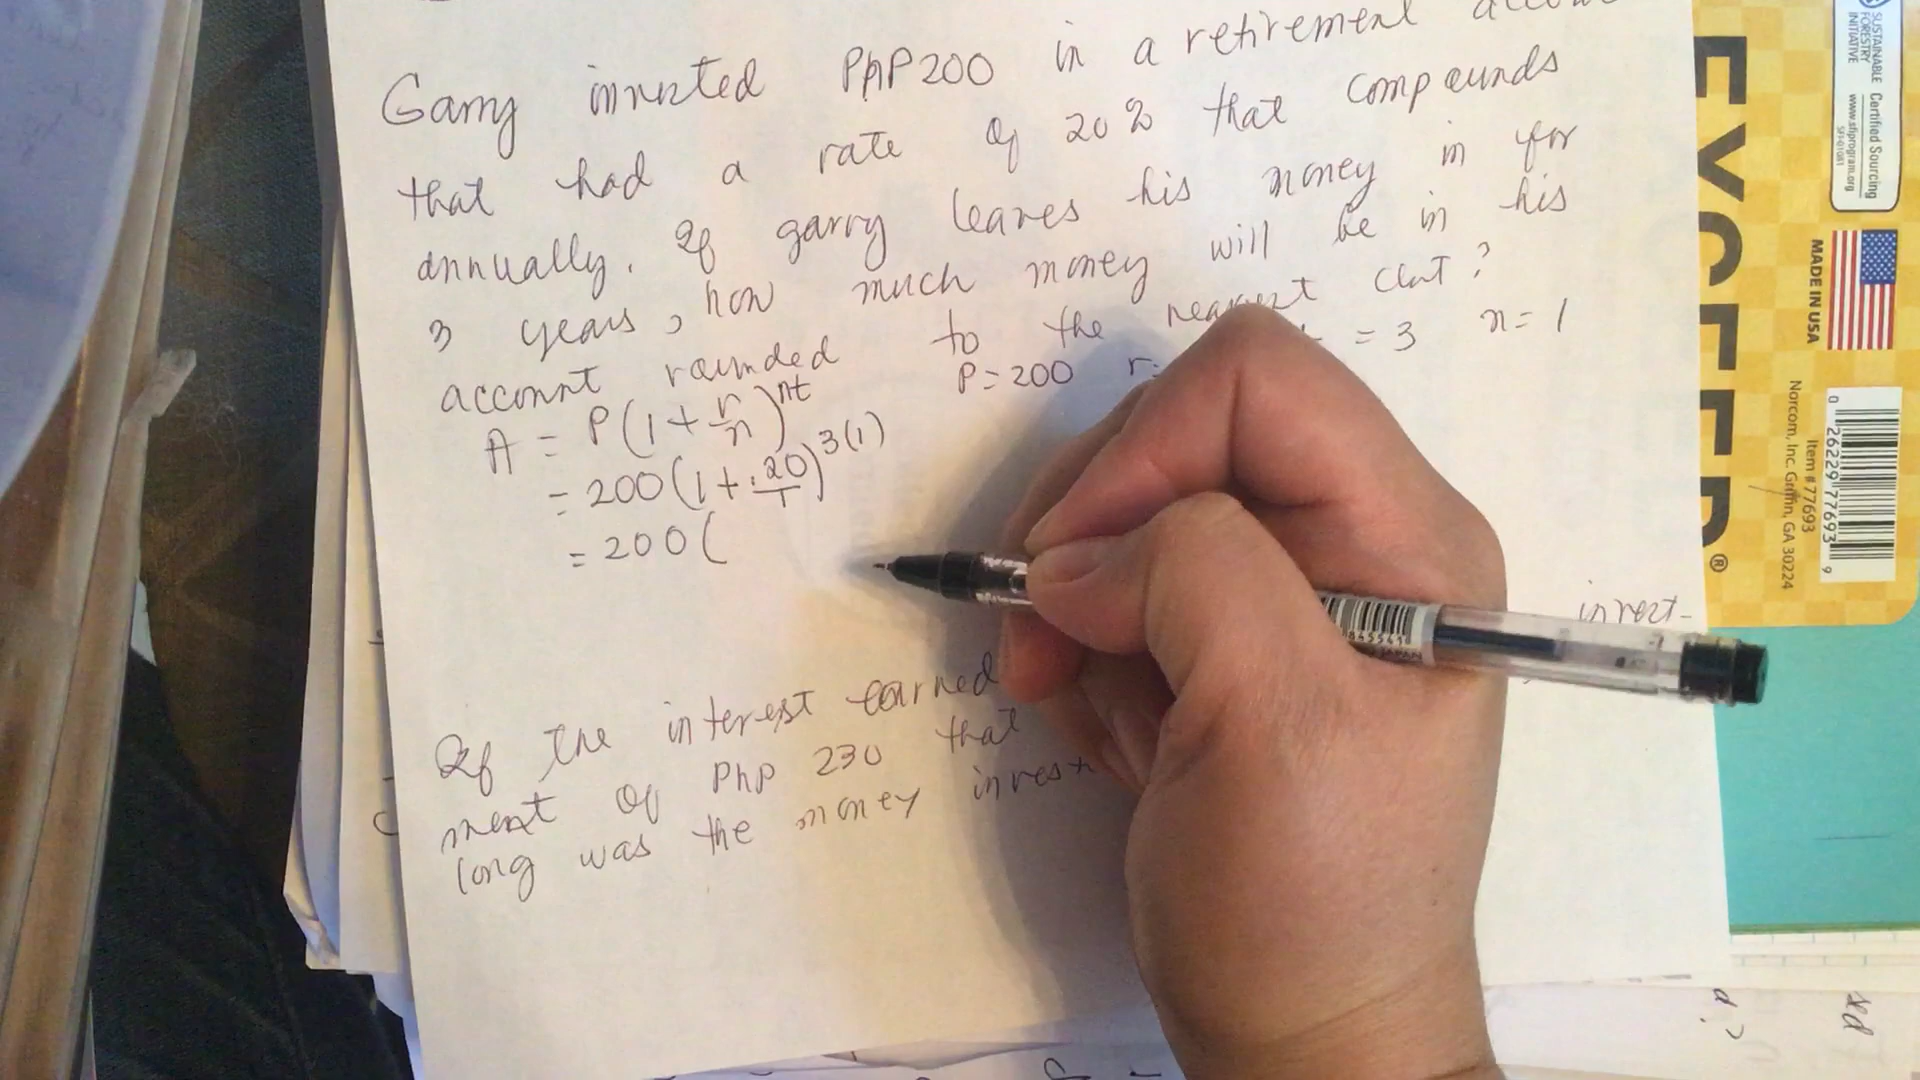 Garry invested PhP 200 in a retirement
that had a rate of 20% that compounds
annually. If garry leaves his money in for
3 years, how much money will be in his
account rounded to the nearest cent?
P=200 r= = 3 n=1
A = P(1+r/n)^nt
= 200(1+.20/1)^3(1)
= 200(
If the interest earned invest-
ment of PhP 230 that
long was the money
SUSTAINABLE FORESTRY INITIATIVE
Certified Sourcing
www.sfiprogram.org
SFI-01081
MADE IN USA
0 26229 77693 9
Item #77693
Norcom, Inc. Griffin, GA 30224